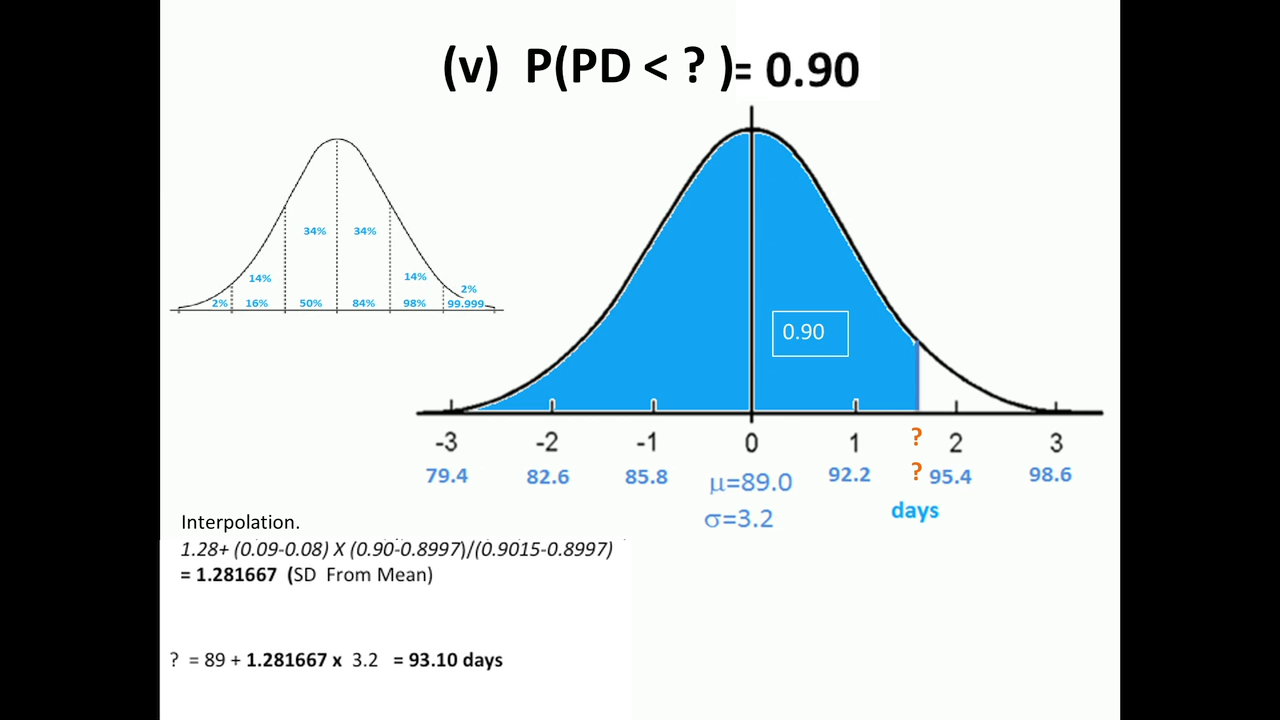 (v) P(PD < ? )= 0.90
34% 34%
14% 14%
2%
2% 16% 50% 84% 98% 99.999
0.90
-3 -2 -1 0 1 ? 2 3
79.4 82.6 85.8 μ=89.0 92.2 ? 95.4 98.6
σ=3.2 days
Interpolation.
1.28+ (0.09-0.08) X (0.90-0.8997)/(0.9015-0.8997)
= 1.281667 (SD From Mean)
? = 89 + 1.281667 x 3.2 = 93.10 days